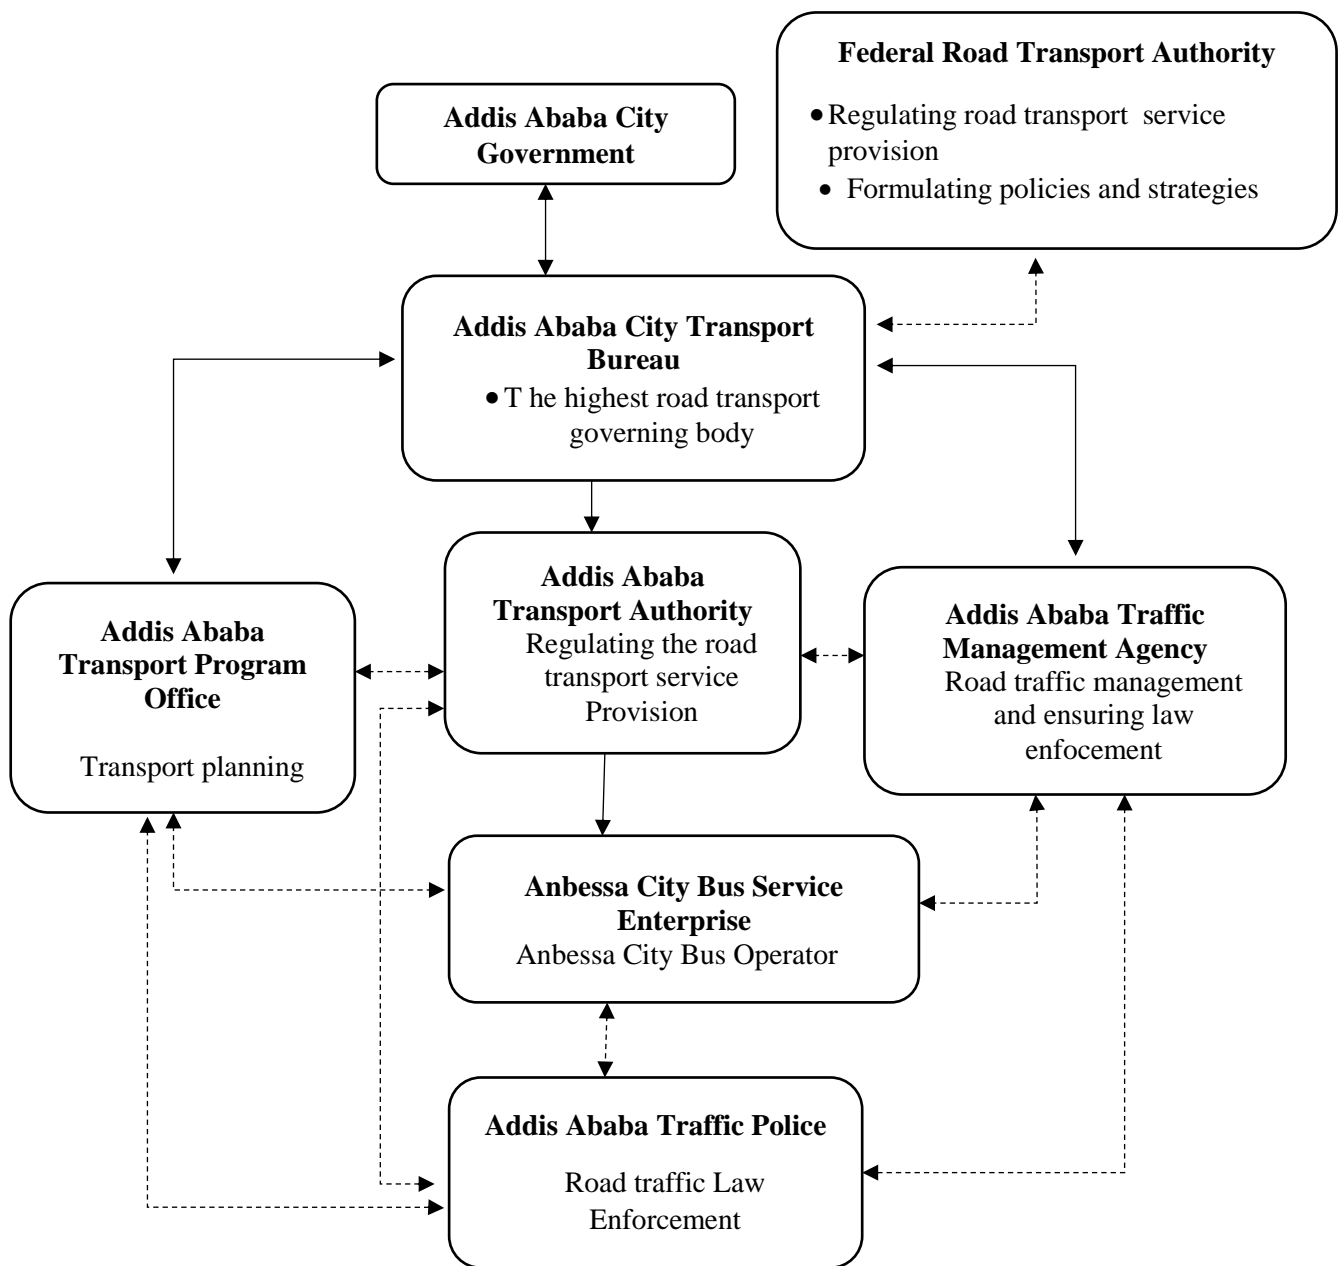 Federal Road Transport Authority
• Regulating road transport service
provision
• Formulating policies and strategies
Addis Ababa City
Government
Addis Ababa City Transport
Bureau
• T he highest road transport
governing body
Addis Ababa
Transport Program
Office
Transport planning
Addis Ababa
Transport Authority
Regulating the road
transport service
Provision
Addis Ababa Traffic
Management Agency
Road traffic management
and ensuring law
enfocement
Anbessa City Bus Service
Enterprise
Anbessa City Bus Operator
Addis Ababa Traffic Police
Road traffic Law
Enforcement